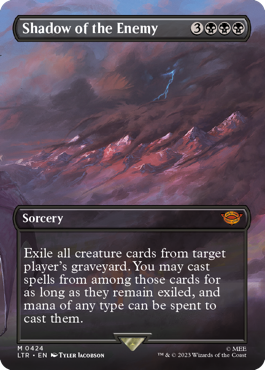 Shadow of the Enemy 3
Sorcery
Exile all creature cards from target
player's graveyard. You may cast
spells from among those cards for
as long as they remain exiled, and
mana of any type can be spent to
cast them.
M 0424
LTR • EN Tyler Jacobson
© MEE
™ & © 2023 Wizards of the Coast